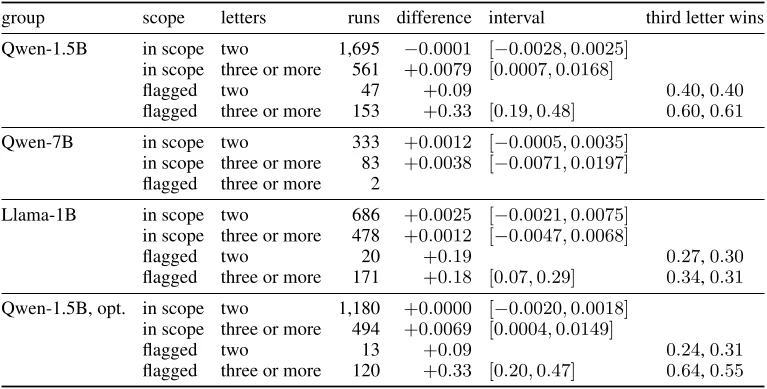 group scope letters runs difference interval third letter wins
Qwen-1.5B in scope two 1,695 −0.0001 [−0.0028, 0.0025]
in scope three or more 561 +0.0079 [0.0007, 0.0168]
flagged two 47 +0.09 0.40, 0.40
flagged three or more 153 +0.33 [0.19, 0.48] 0.60, 0.61
Qwen-7B in scope two 333 +0.0012 [−0.0005, 0.0035]
in scope three or more 83 +0.0038 [−0.0071, 0.0197]
flagged three or more 2
Llama-1B in scope two 686 +0.0025 [−0.0021, 0.0075]
in scope three or more 478 +0.0012 [−0.0047, 0.0068]
flagged two 20 +0.19 0.27, 0.30
flagged three or more 171 +0.18 [0.07, 0.29] 0.34, 0.31
Qwen-1.5B, opt. in scope two 1,180 +0.0000 [−0.0020, 0.0018]
in scope three or more 494 +0.0069 [0.0004, 0.0149]
flagged two 13 +0.09 0.24, 0.31
flagged three or more 120 +0.33 [0.20, 0.47] 0.64, 0.55